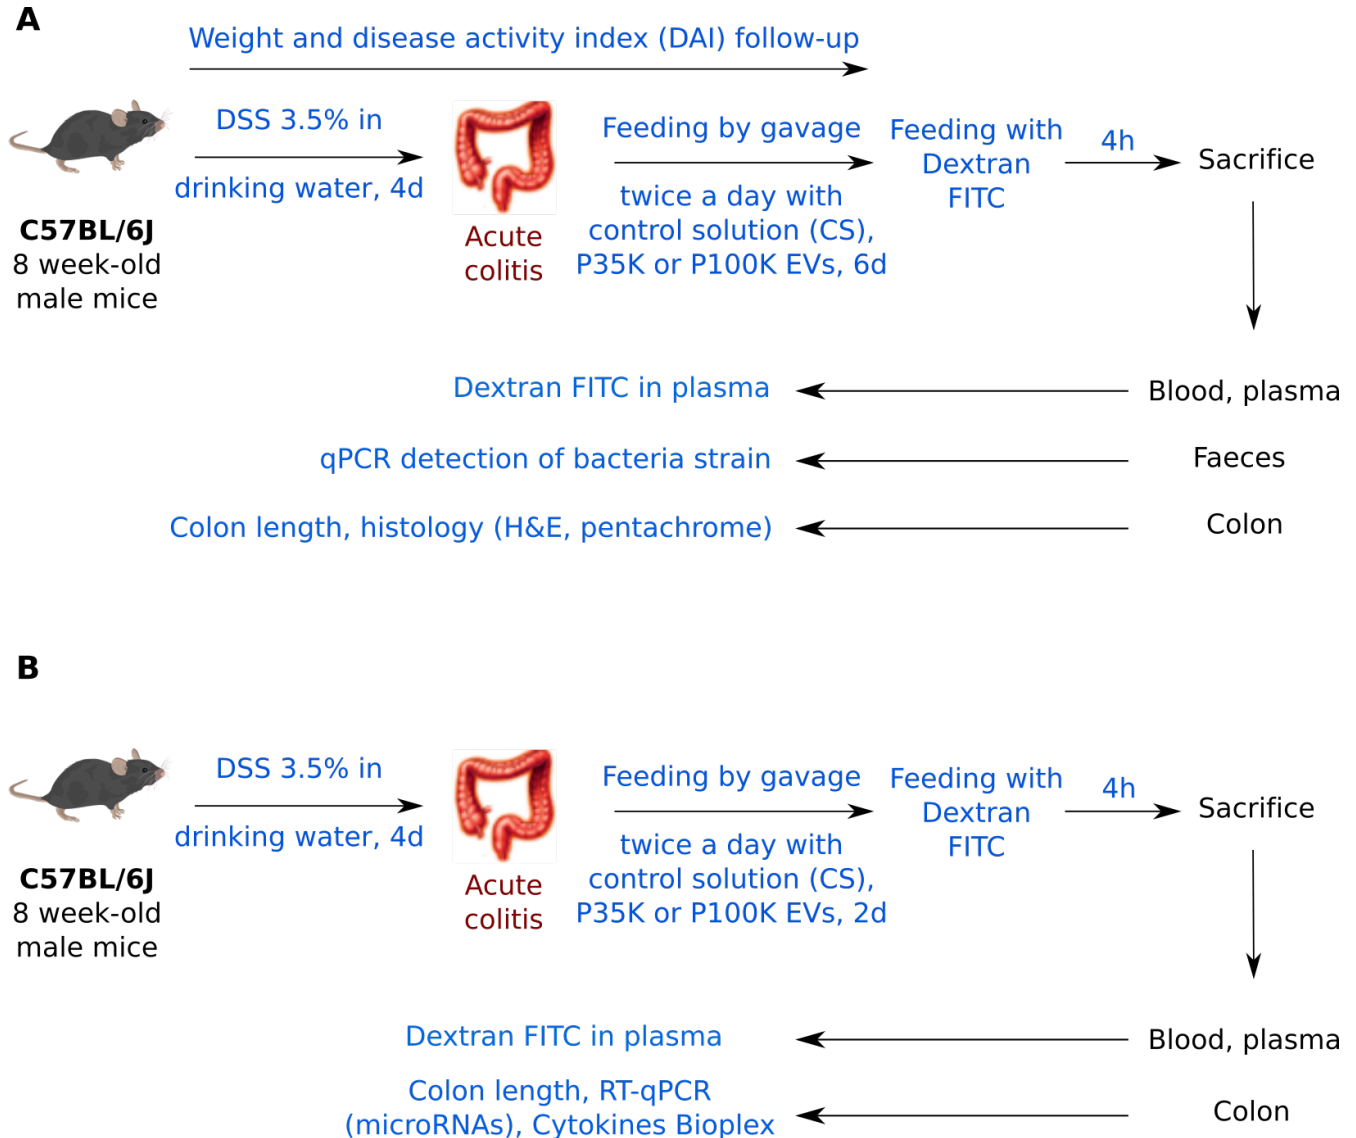 A
Weight and disease activity index (DAI) follow-up
DSS 3.5% in
drinking water, 4d
C57BL/6J
8 week-old
male mice
Acute
colitis
Feeding by gavage
twice a day with
control solution (CS),
P35K or P100K EVs, 6d
Feeding with
Dextran
FITC
4h
Sacrifice
Dextran FITC in plasma
Blood, plasma
qPCR detection of bacteria strain
Faeces
Colon length, histology (H&E, pentachrome)
Colon
B
DSS 3.5% in
drinking water, 4d
C57BL/6J
8 week-old
male mice
Acute
colitis
Feeding by gavage
twice a day with
control solution (CS),
P35K or P100K EVs, 2d
Feeding with
Dextran
FITC
4h
Sacrifice
Dextran FITC in plasma
Blood, plasma
Colon length, RT-qPCR
(microRNAs), Cytokines Bioplex
Colon